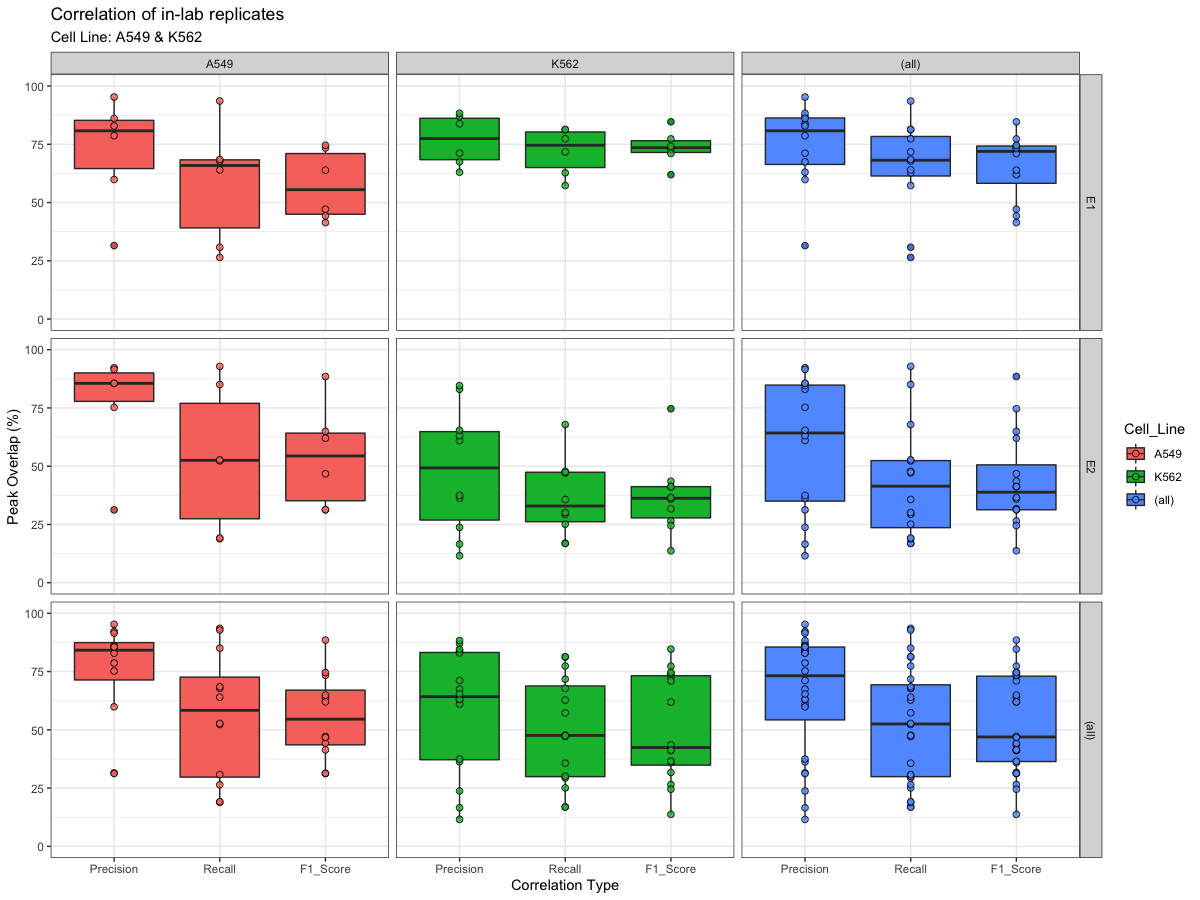 Correlation of in-lab replicates
Cell Line: A549 & K562
A549
K562
(all)
100
75
50
25
0
E1
100
75
50
25
0
E2
100
75
50
25
0
(all)
Peak Overlap (%)
Precision
Recall
F1_Score
Precision
Recall
F1_Score
Precision
Recall
F1_Score
Correlation Type
Cell_Line
A549
K562
(all)